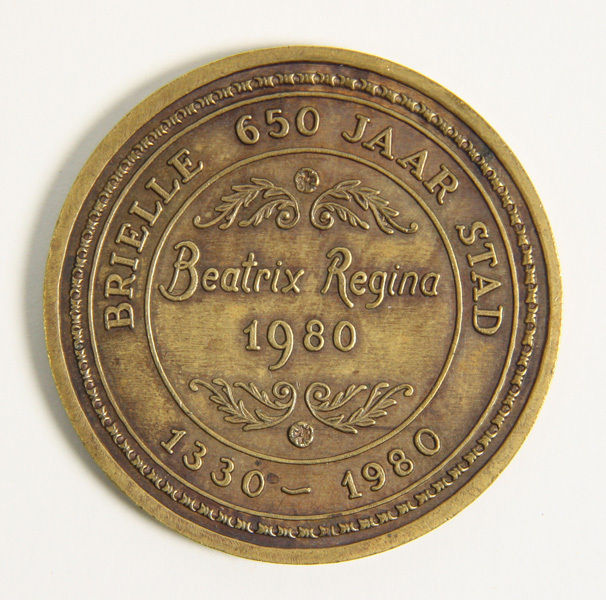 BRIELLE 650 JAAR STAD
Beatrix Regina
1980
1330 – 1980